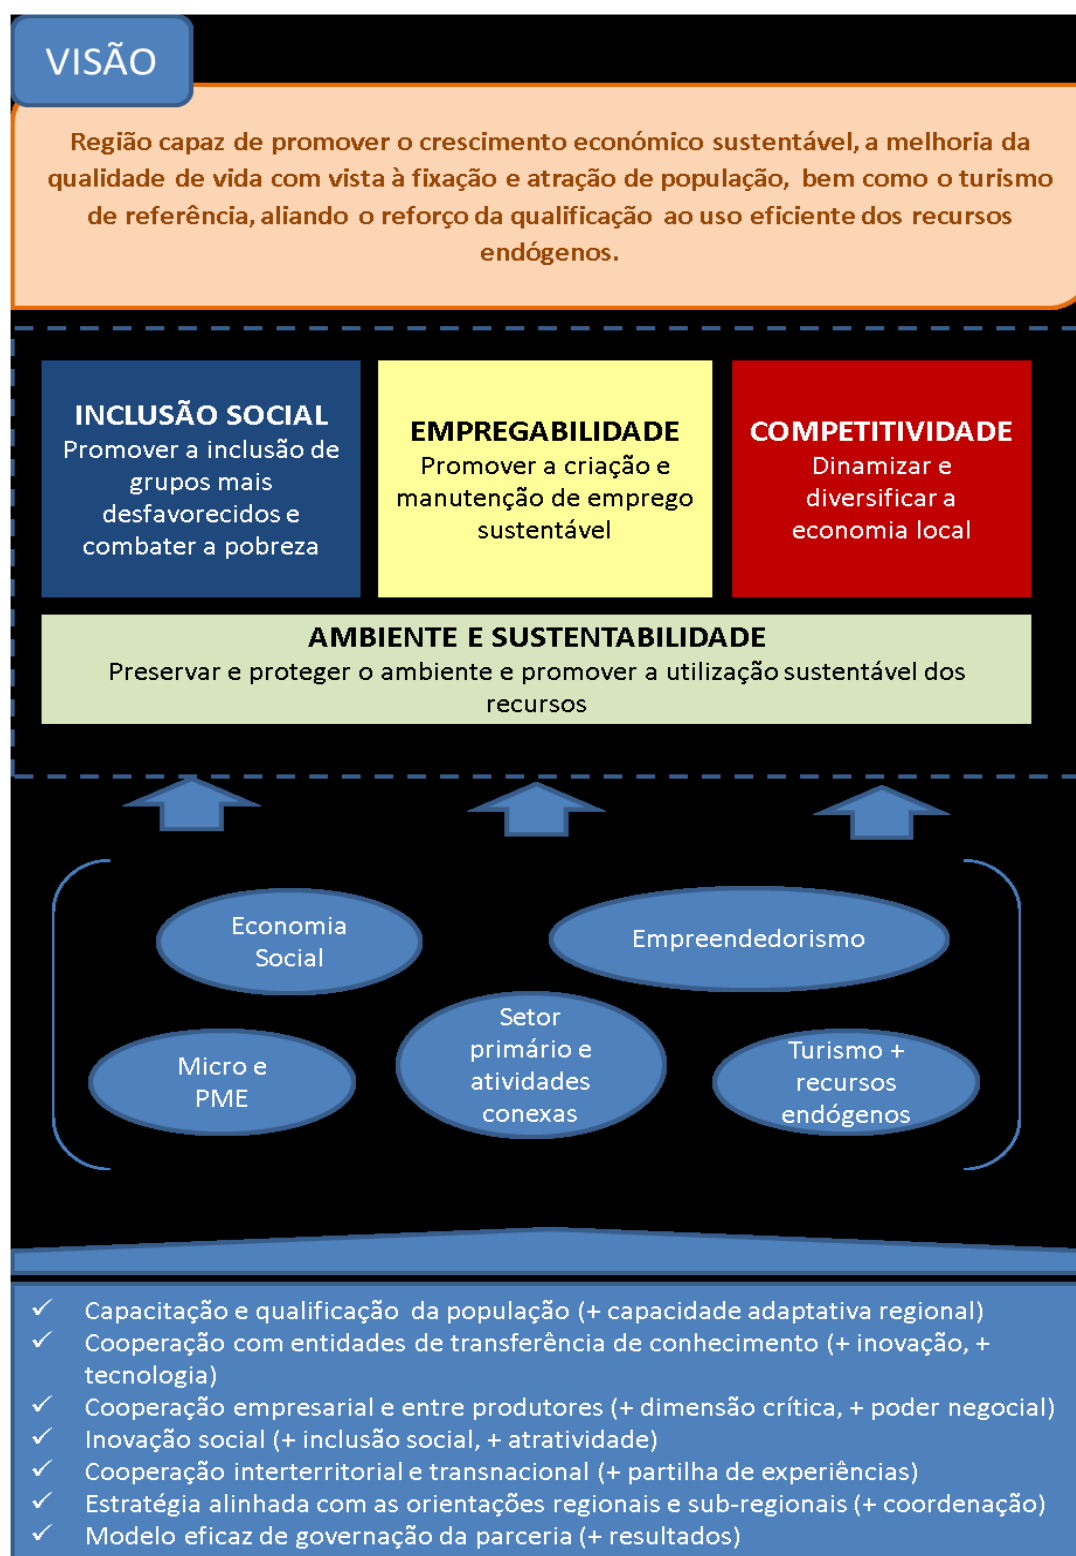 VISÃO
Região capaz de promover o crescimento económico sustentável, a melhoria da
qualidade de vida com vista à fixação e atração de população, bem como o turismo
de referência, aliando o reforço da qualificação ao uso eficiente dos recursos
endógenos.
INCLUSÃO SOCIAL
Promover a inclusão de
grupos mais
desfavorecidos e
combater a pobreza
EMPREGABILIDADE
Promover a criação e
manutenção de emprego
sustentável
COMPETITIVIDADE
Dinamizar e
diversificar a
economia local
AMBIENTE E SUSTENTABILIDADE
Preservar e proteger o ambiente e promover a utilização sustentável dos
recursos
Economia
Social
Empreendedorismo
Micro e
PME
Setor
primário e
atividades
conexas
Turismo +
recursos
endógenos
✓ Capacitação e qualificação da população (+ capacidade adaptativa regional)
✓ Cooperação com entidades de transferência de conhecimento (+ inovação, +
tecnologia)
✓ Cooperação empresarial e entre produtores (+ dimensão crítica, + poder negocial)
✓ Inovação social (+ inclusão social, + atratividade)
✓ Cooperação interterritorial e transnacional (+ partilha de experiências)
✓ Estratégia alinhada com as orientações regionais e sub-regionais (+ coordenação)
✓ Modelo eficaz de governação da parceria (+ resultados)